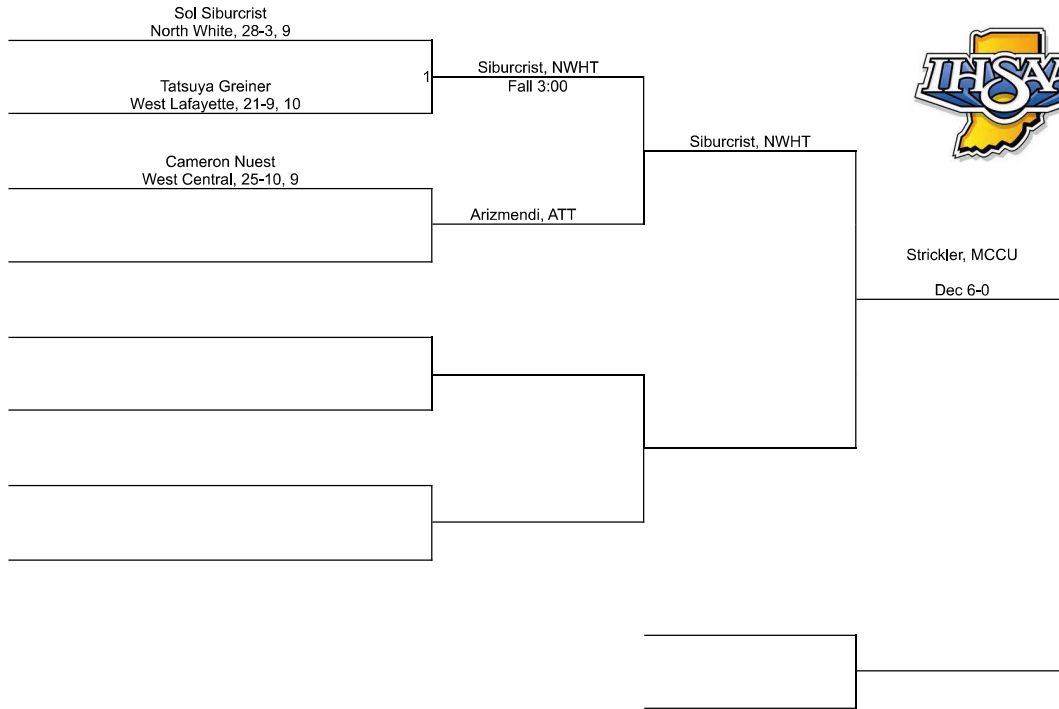 Sol Siburcrist
North White, 28-3, 9
1
Siburcrist, NWHT
Fall 3:00
Tatsuya Greiner
West Lafayette, 21-9, 10
Siburcrist, NWHT
Cameron Nuest
West Central, 25-10, 9
Arizmendi, ATT
Strickler, MCCU
Dec 6-0
IHSAA